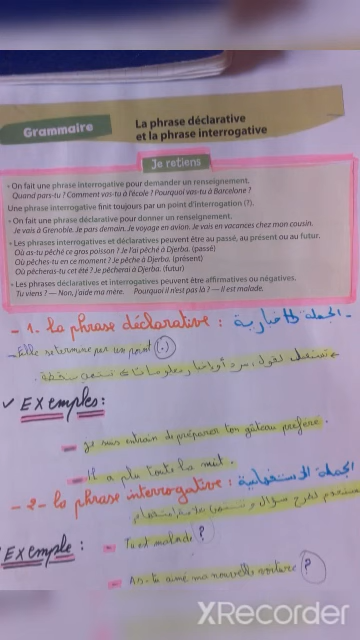 Grammaire
La phrase déclarative
et la phrase interrogative
Je retiens
• On fait une phrase interrogative pour demander un renseignement.
Quand pars-tu ? Comment vas-tu à l'école ? Pourquoi vas-tu à Barcelone ?
Une phrase interrogative finit toujours par un point d'interrogation (?).
• On fait une phrase déclarative pour donner un renseignement.
Je vais à Grenoble. Je pars demain. Je voyage en avion. Je vais en vacances chez mon cousin.
• Les phrases interrogatives et déclaratives peuvent être au passé, au présent ou au futur.
Où as-tu pêché ce gros poisson ? Je l'ai pêché à Djerba. (passé)
Où pêches-tu en ce moment ? Je pêche à Djerba. (présent)
Où pêcheras-tu cet été ? Je pêcherai à Djerba. (futur)
• Les phrases déclaratives et interrogatives peuvent être affirmatives ou négatives.
Tu viens ? — Non, j'aide ma mère. Pourquoi il n'est pas là ? — Il est malade.
- 1. la phrase déclarative : الجملة الإخبارية -
- Elle se termine par un point (.)
✓ EXemples:
- Je suis entrain de préparer ton gâteau préféré.
- Il a plu toute la nuit.
- 2 - la phrase interrogative : الجملة الاستفهامية
EXemple :
- Tu es malade ?
- As-tu aimé ma nouvelle voiture ?
XRecorder